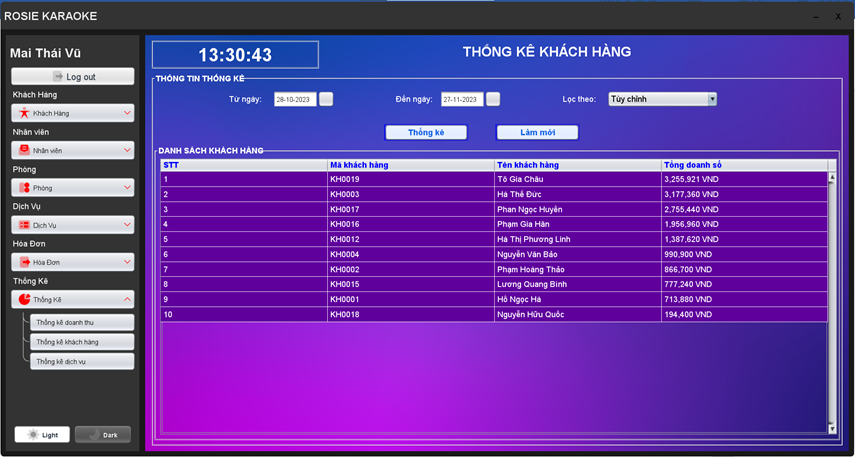 ROSIE KARAOKE
Mai Thái Vũ
Log out
Khách Hàng
Khách Hàng
Nhân viên
Nhân viên
Phòng
Phòng
Dịch Vụ
Dịch Vụ
Hóa Đơn
Hóa Đơn
Thống Kê
Thống Kê
Thống kê doanh thu
Thống kê khách hàng
Thống kê dịch vụ
Light Dark
13:30:43
THỐNG KÊ KHÁCH HÀNG
THÔNG TIN THỐNG KÊ
Từ ngày: 28-10-2023 Đến ngày: 27-11-2023 Lọc theo: Tùy chỉnh
Thống kê Làm mới
DANH SÁCH KHÁCH HÀNG
STT Mã khách hàng Tên khách hàng Tổng doanh số
1 KH0019 Tô Gia Châu 3,255,921 VND
2 KH0003 Hà Thế Đức 3,177,360 VND
3 KH0017 Phan Ngọc Huyền 2,755,440 VND
4 KH0016 Phạm Gia Hân 1,956,960 VND
5 KH0012 Hà Thị Phương Linh 1,387,620 VND
6 KH0004 Nguyễn Văn Bảo 990,900 VND
7 KH0002 Phạm Hoàng Thảo 866,700 VND
8 KH0015 Lương Quang Bình 777,240 VND
9 KH0001 Hồ Ngọc Hà 713,880 VND
10 KH0018 Nguyễn Hữu Quốc 194,400 VND